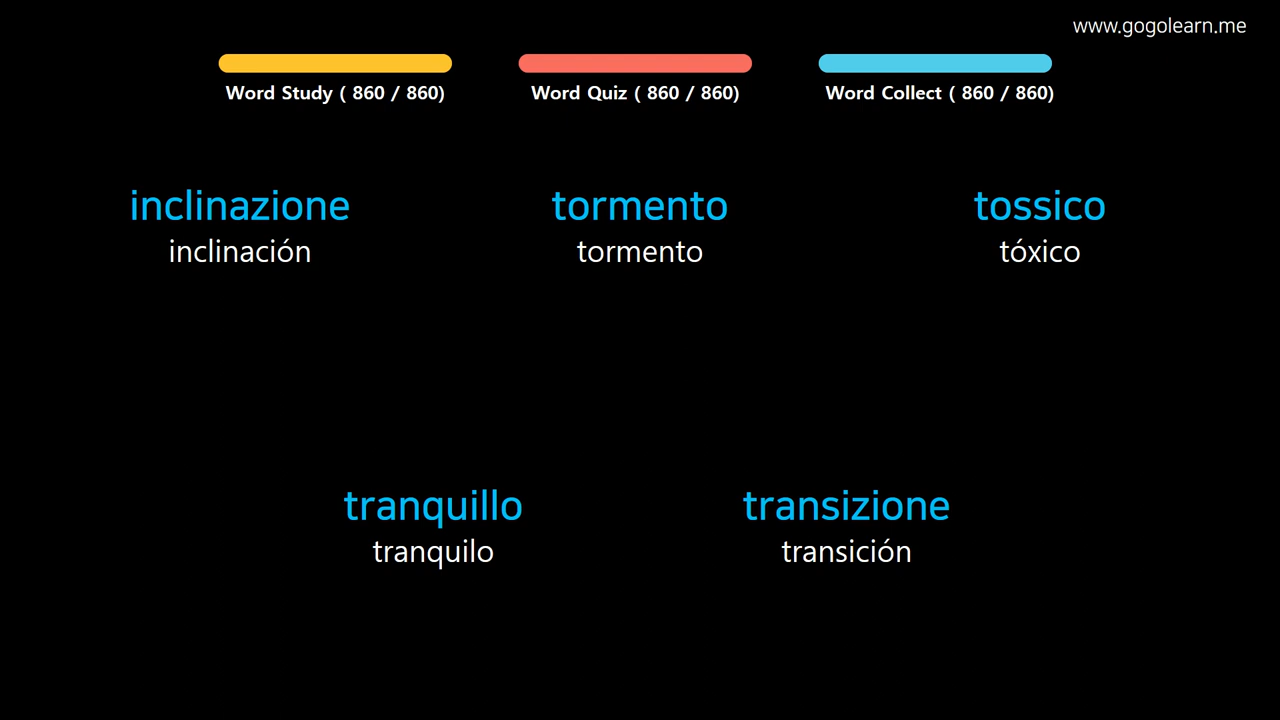 www.gogolearn.me
Word Study ( 860 / 860)
Word Quiz ( 860 / 860)
Word Collect ( 860 / 860)
inclinazione
inclinación
tormento
tormento
tossico
tóxico
tranquillo
tranquilo
transizione
transición